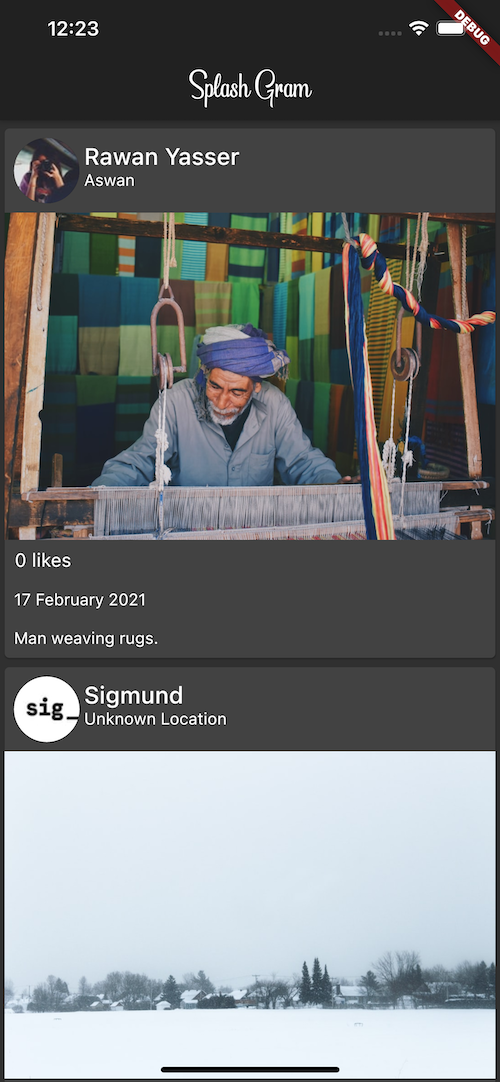 12:23
DEBUG
Splash Gram
Rawan Yasser
Aswan
0 likes
17 February 2021
Man weaving rugs.
sig_
Sigmund
Unknown Location